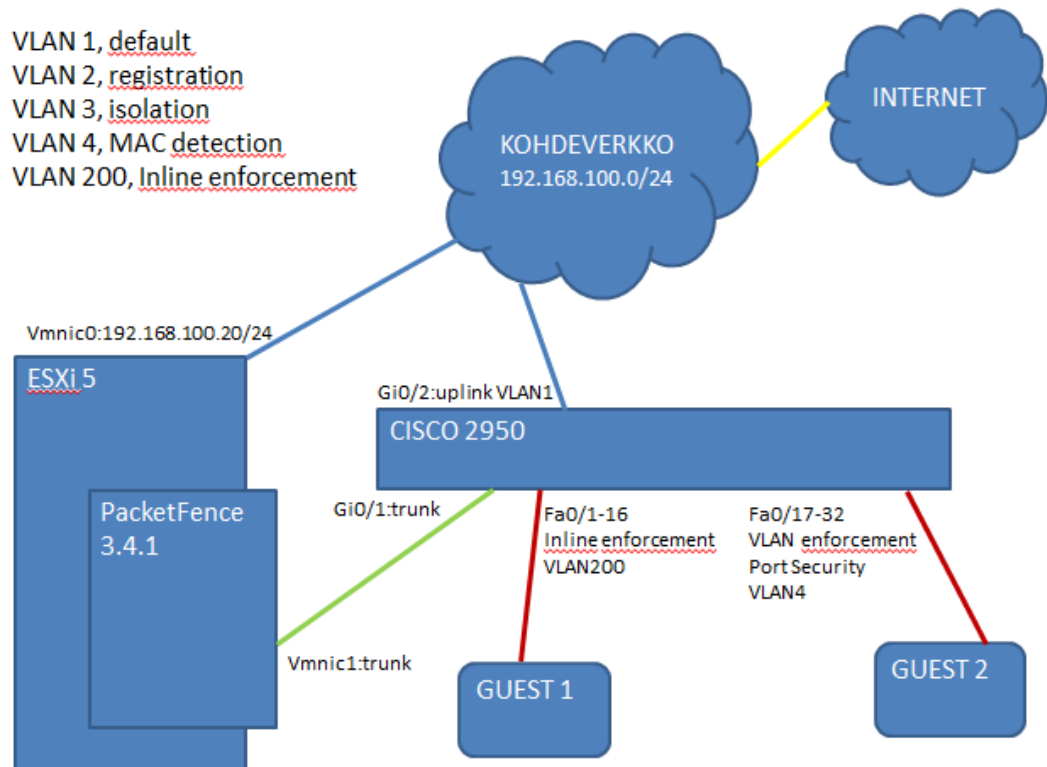 VLAN 1, default
VLAN 2, registration
VLAN 3, isolation
VLAN 4, MAC detection
VLAN 200, Inline enforcement
KOHDEVERKKO
192.168.100.0/24
INTERNET
Vmnic0:192.168.100.20/24
ESXi 5
Gi0/2:uplink VLAN1
CISCO 2950
PacketFence
3.4.1
Gi0/1:trunk
Fa0/1-16
Inline enforcement
VLAN200
Fa0/17-32
VLAN enforcement
Port Security
VLAN4
Vmnic1:trunk
GUEST 1
GUEST 2